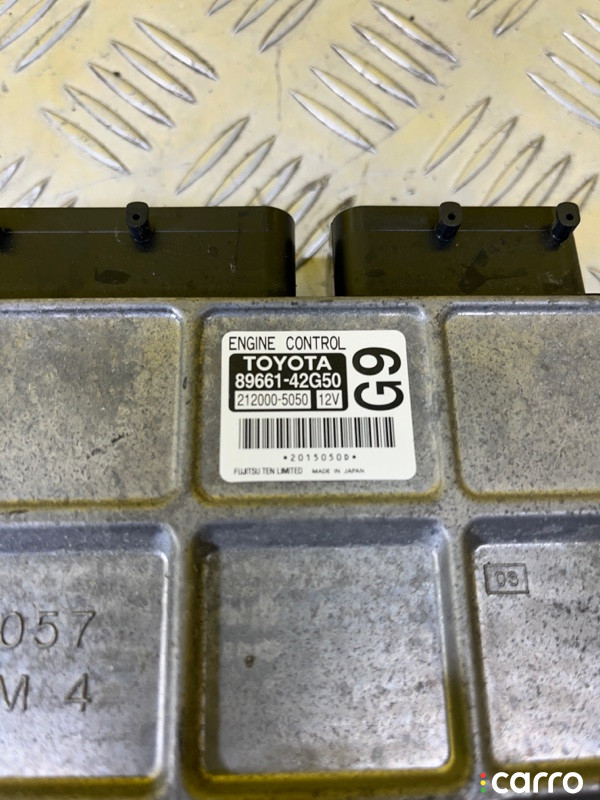 ENGINE CONTROL
TOYOTA
89661-42G50
212000-5050 12V
G9
*2015050D*
FUJITSU TEN LIMITED MADE IN JAPAN
057
M 4
carro